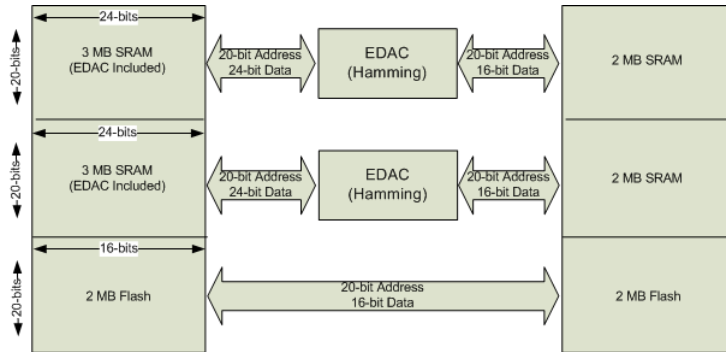 24-bits
20-bits
3 MB SRAM
(EDAC Included)
20-bit Address
24-bit Data
EDAC
(Hamming)
20-bit Address
16-bit Data
2 MB SRAM
24-bits
20-bits
3 MB SRAM
(EDAC Included)
20-bit Address
24-bit Data
EDAC
(Hamming)
20-bit Address
16-bit Data
2 MB SRAM
16-bits
20-bits
2 MB Flash
20-bit Address
16-bit Data
2 MB Flash